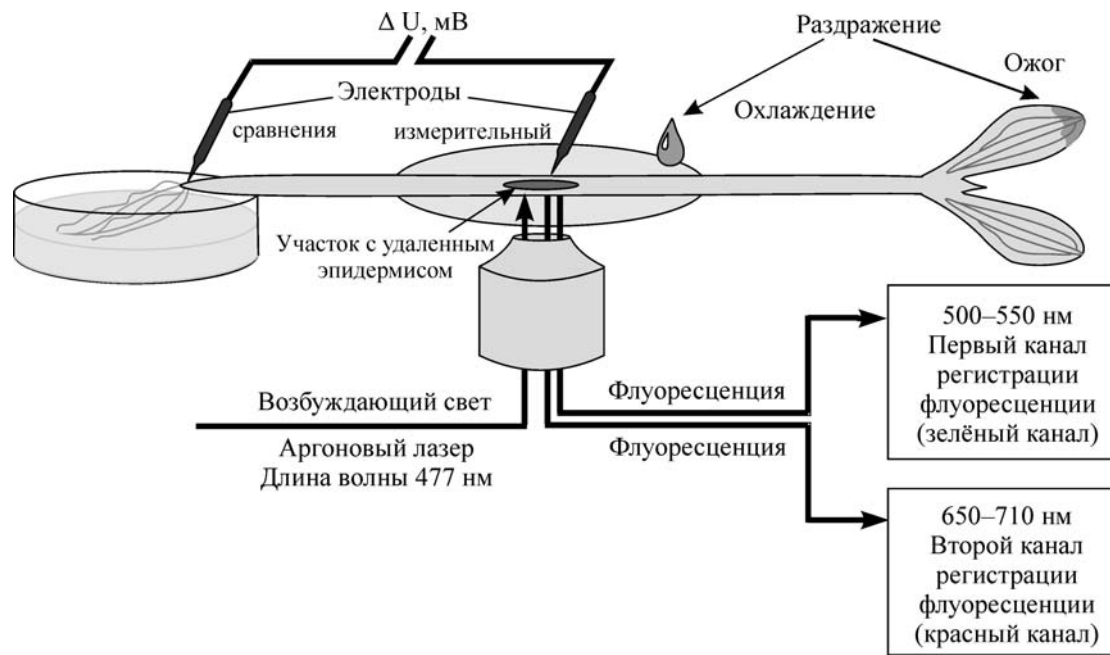 Δ U, мВ
Раздражение
Ожог
Электроды
Охлаждение
сравнения
измерительный
Участок с удаленным
эпидермисом
500–550 нм
Первый канал
регистрации
флуоресценции
(зелёный канал)
Флуоресценция
Возбуждающий свет
Флуоресценция
Аргоновый лазер
Длина волны 477 нм
650–710 нм
Второй канал
регистрации
флуоресценции
(красный канал)